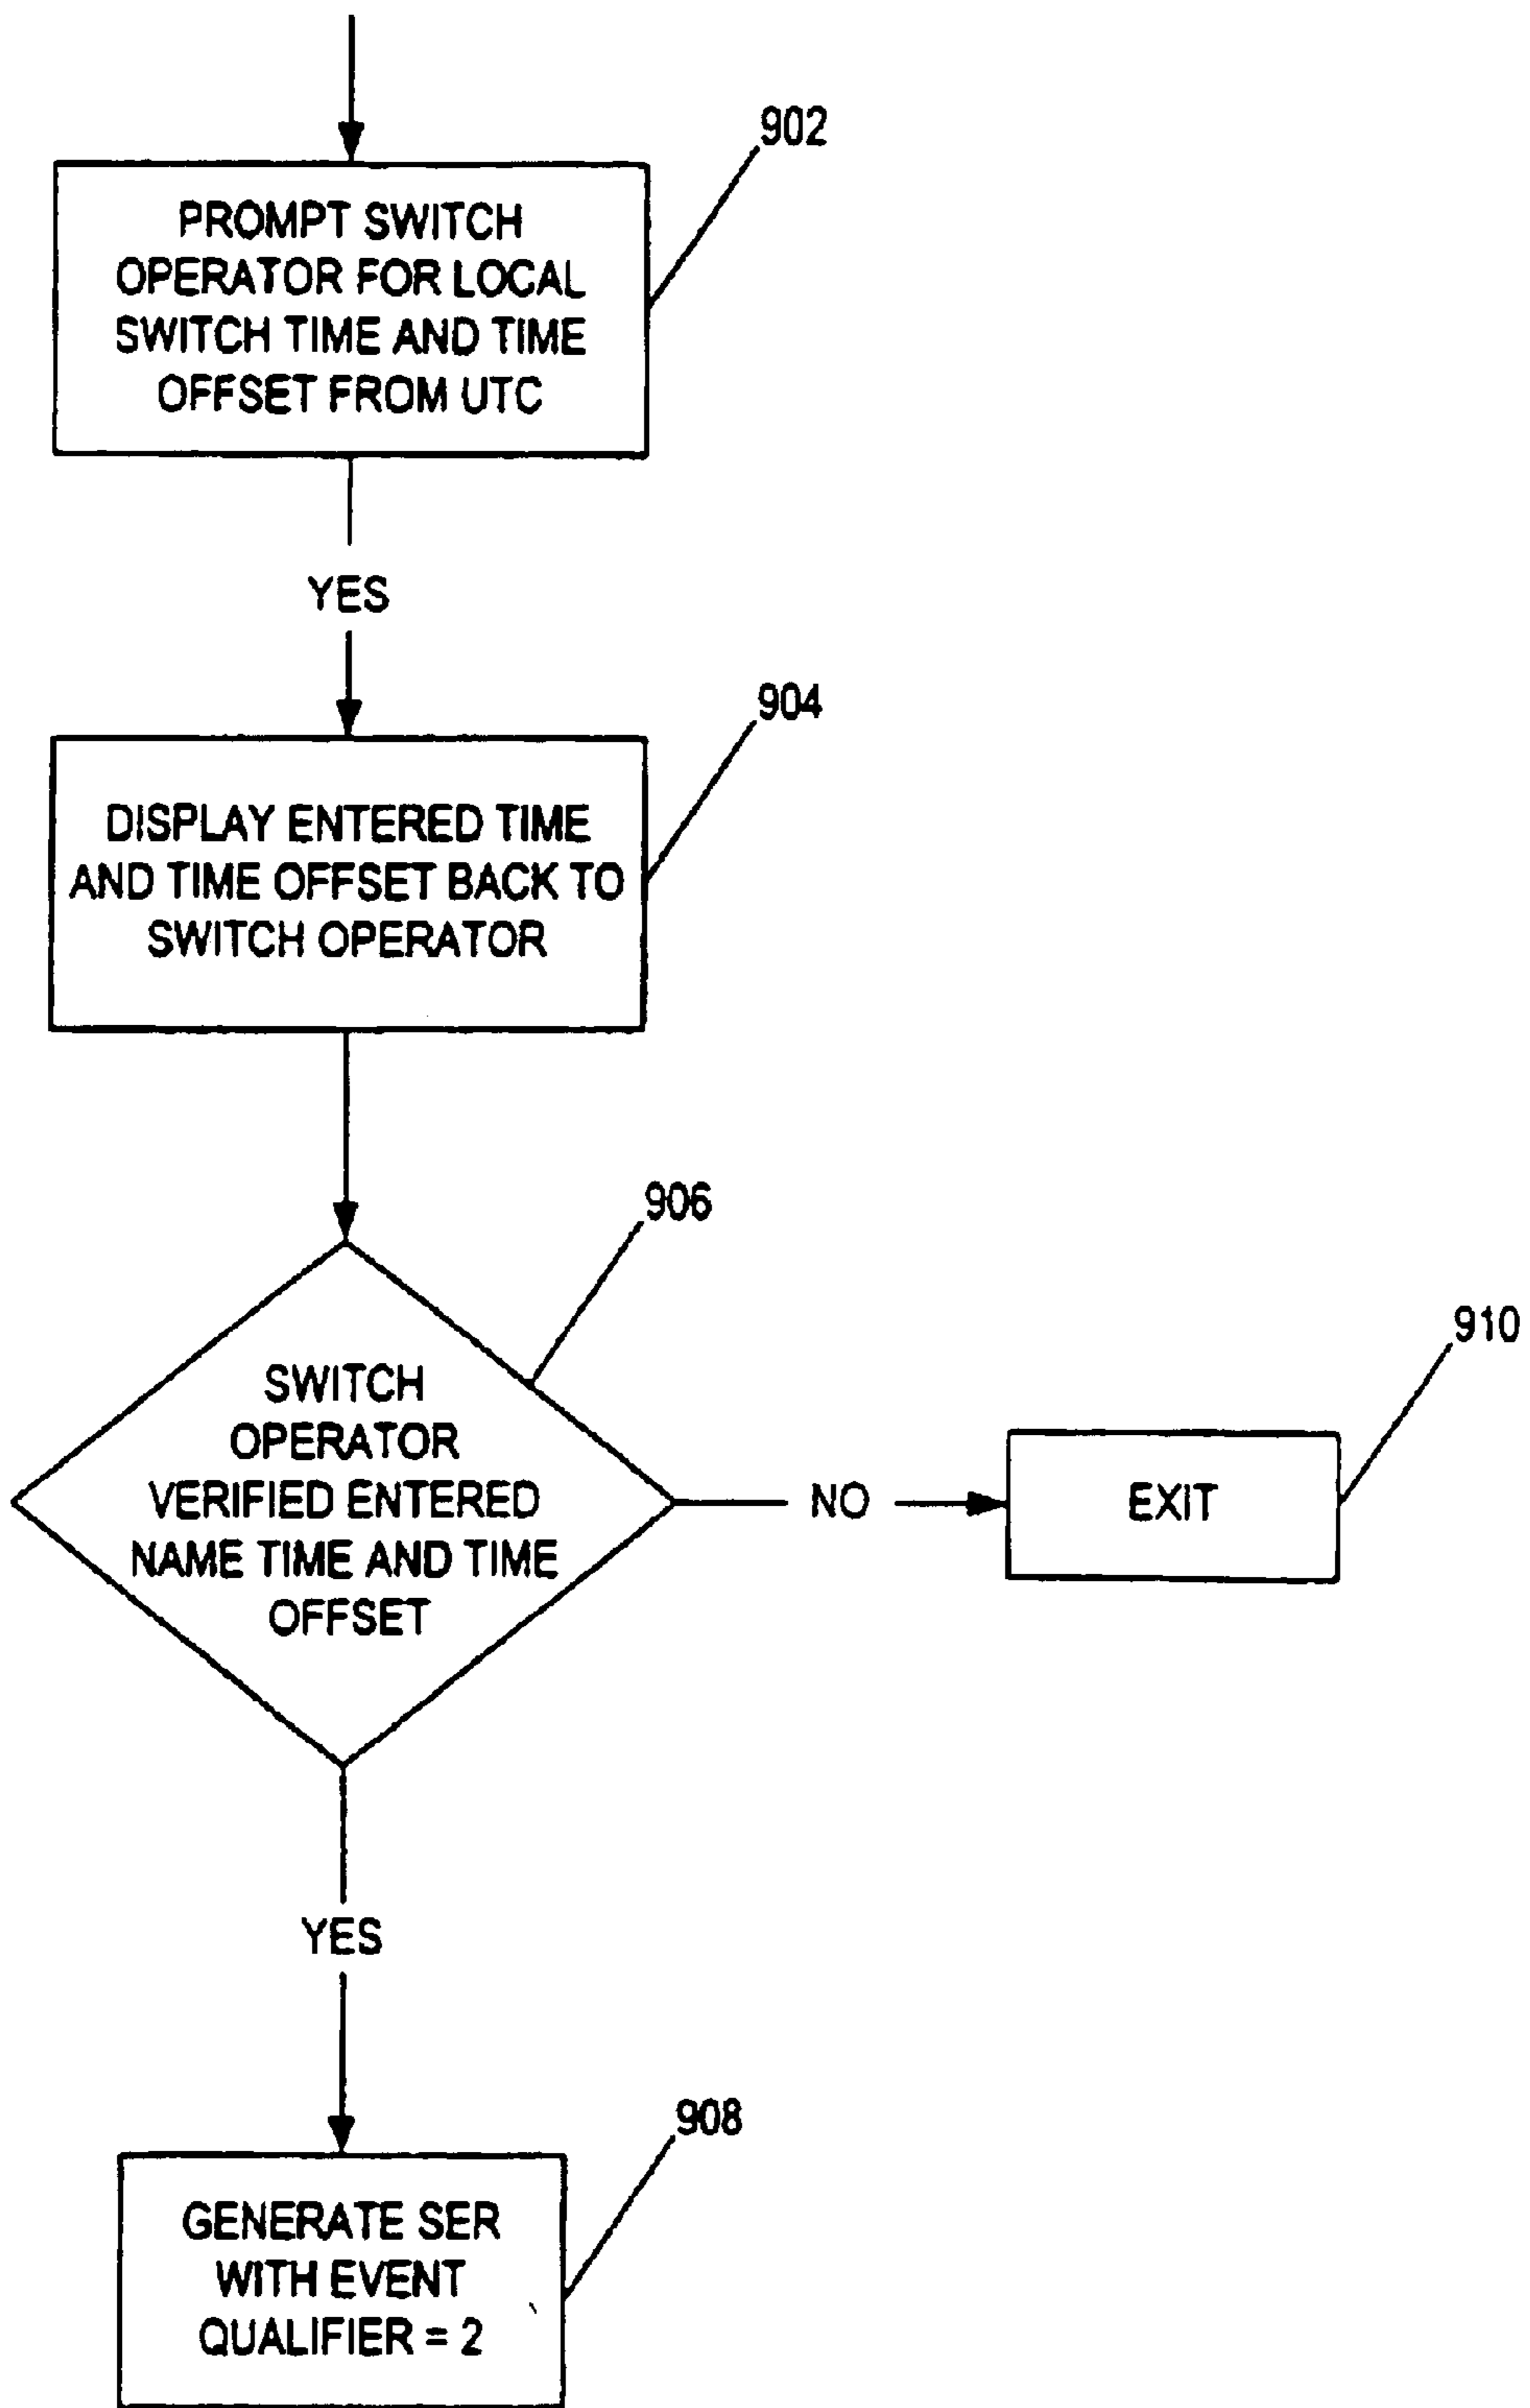 902
PROMPT SWITCH
OPERATOR FOR LOCAL
SWITCH TIME AND TIME
OFFSET FROM UTC
YES
904
DISPLAY ENTERED TIME
AND TIME OFFSET BACK TO
SWITCH OPERATOR
906
SWITCH
OPERATOR
VERIFIED ENTERED
NAME TIME AND TIME
OFFSET
NO
910
EXIT
YES
908
GENERATE SER
WITH EVENT
QUALIFIER = 2